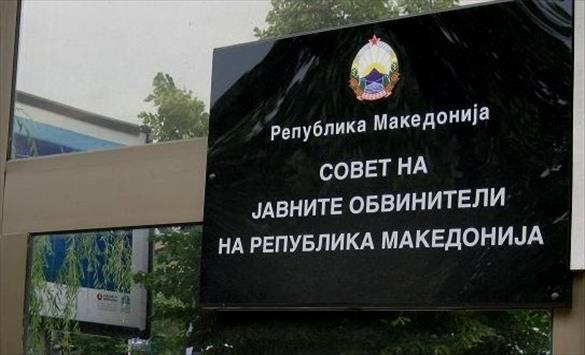 Република Македонија
СОВЕТ НА
ЈАВНИТЕ ОБВИНИТЕЛИ
НА РЕПУБЛИКА МАКЕДОНИЈА